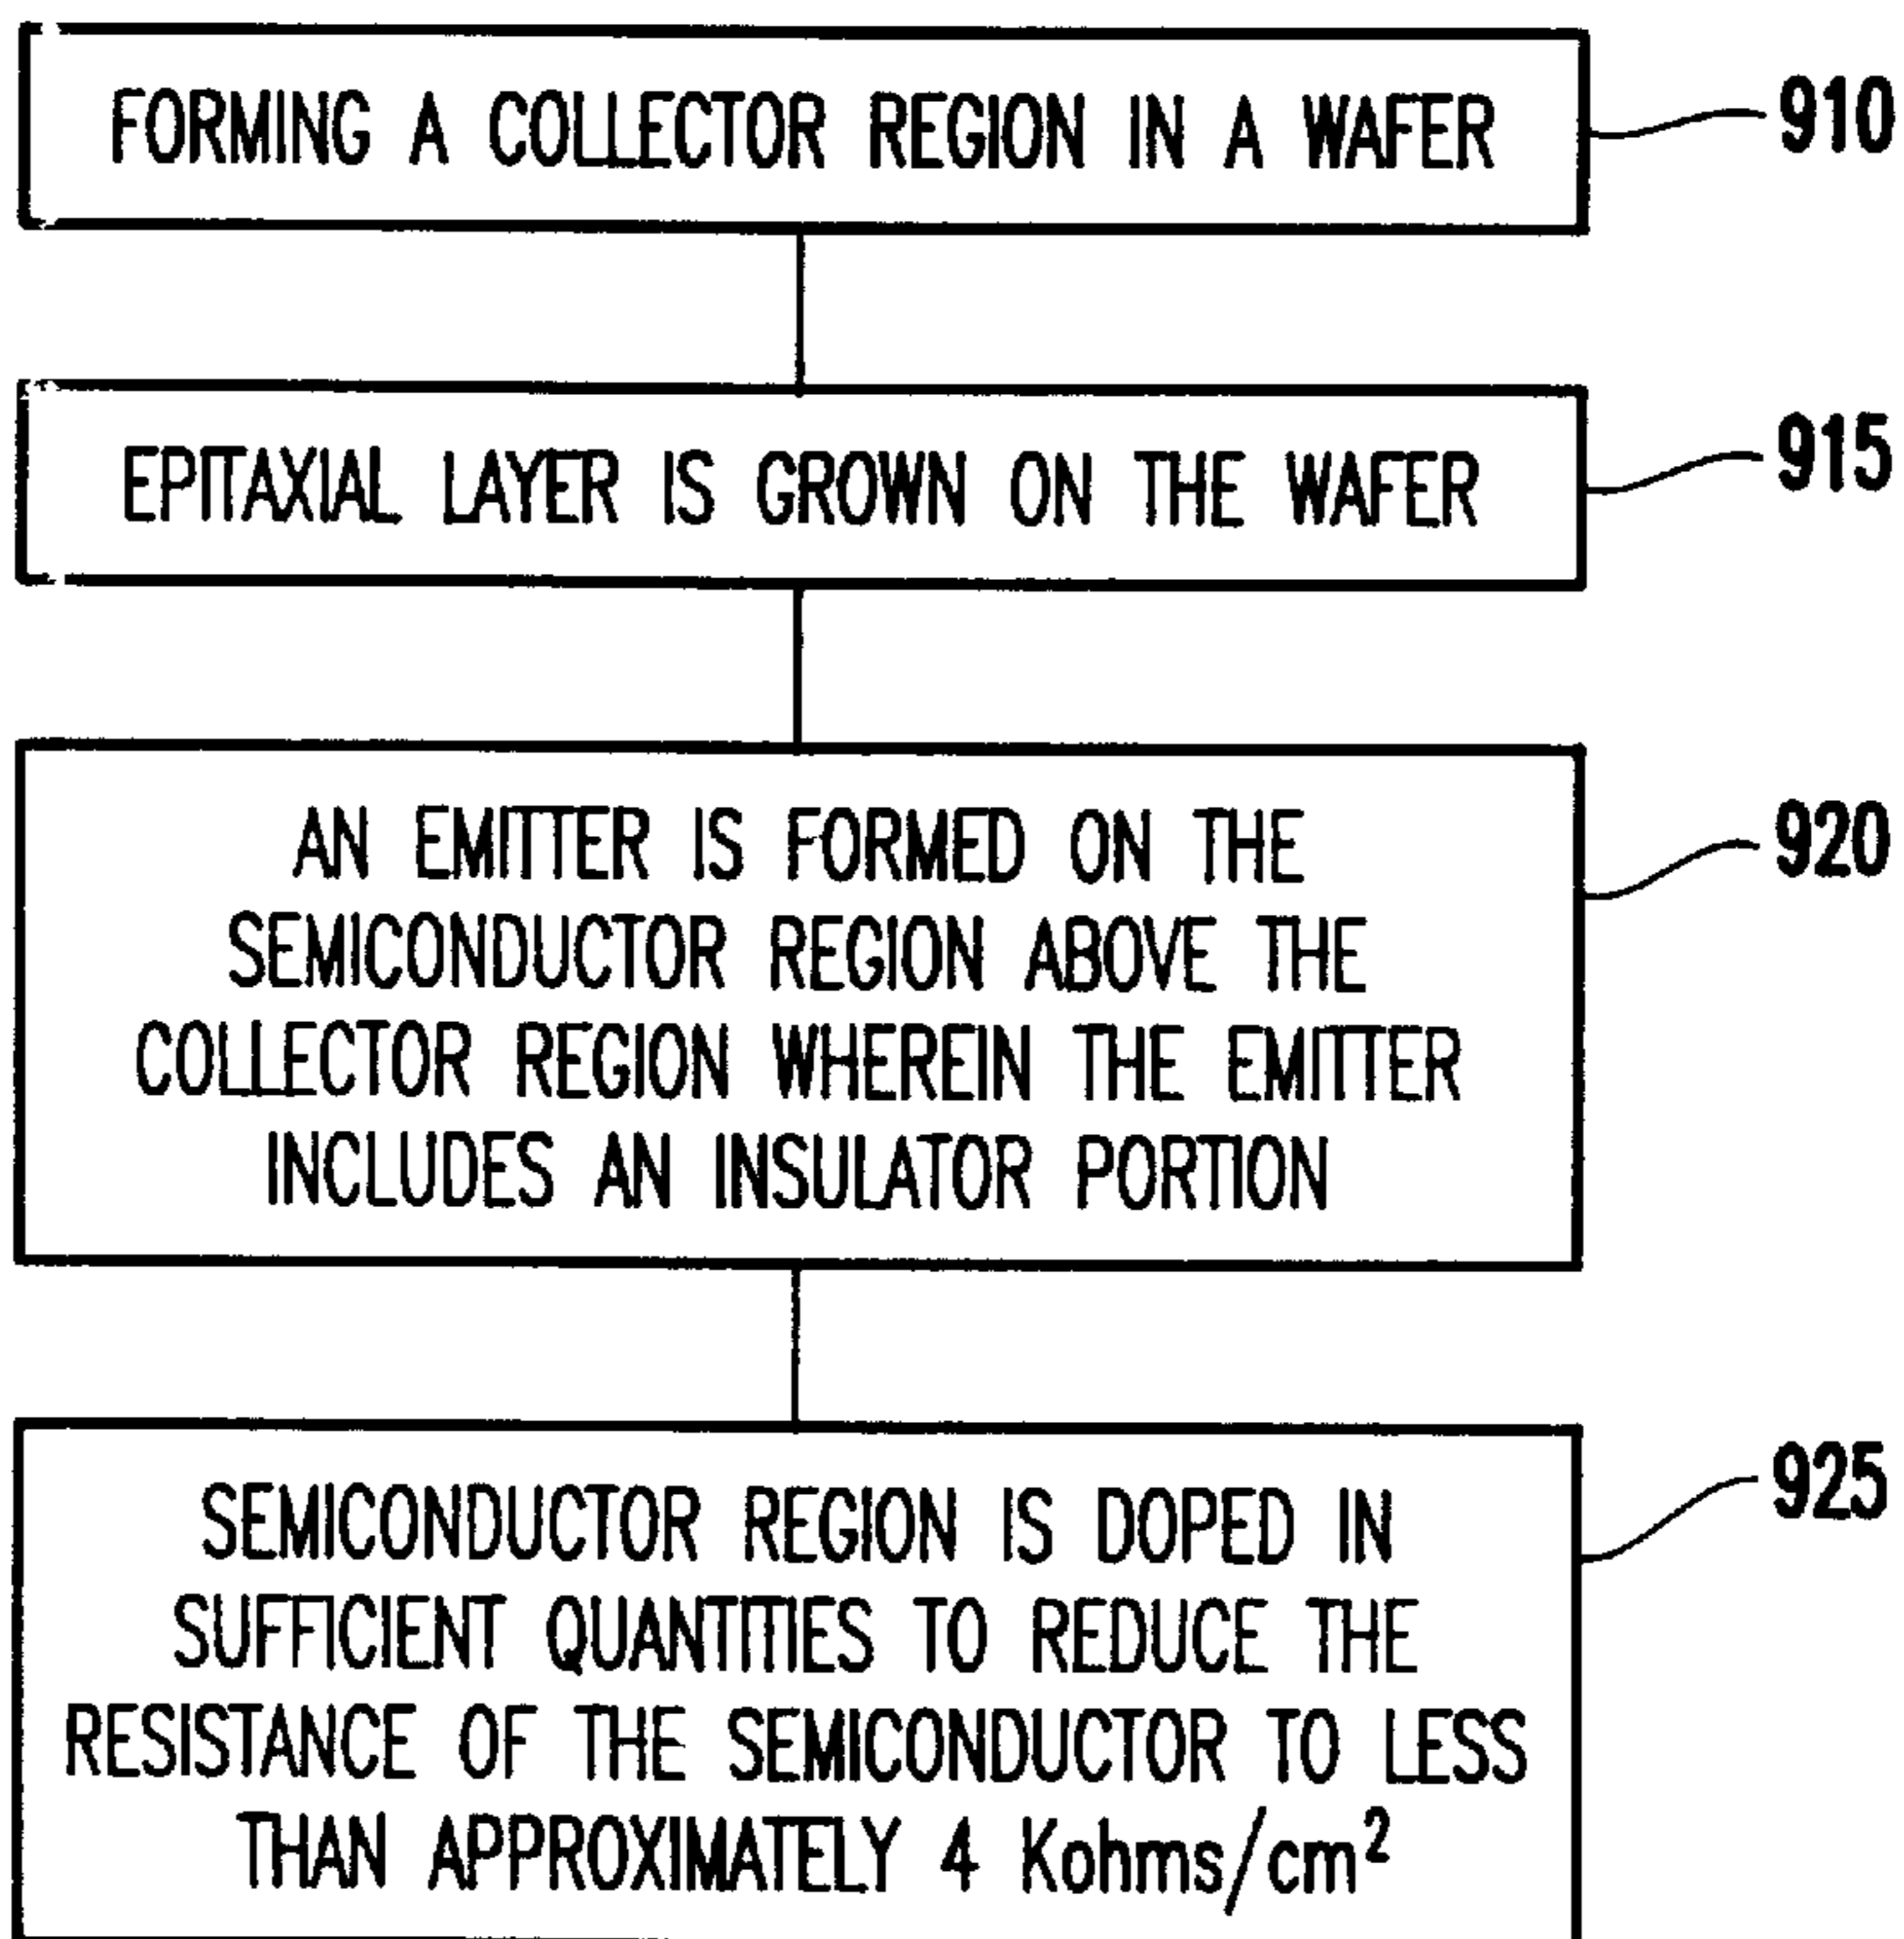 FORMING A COLLECTOR REGION IN A WAFER
910
EPITAXIAL LAYER IS GROWN ON THE WAFER
915
AN EMITTER IS FORMED ON THE
SEMICONDUCTOR REGION ABOVE THE
COLLECTOR REGION WHEREIN THE EMITTER
INCLUDES AN INSULATOR PORTION
920
SEMICONDUCTOR REGION IS DOPED IN
SUFFICIENT QUANTITIES TO REDUCE THE
RESISTANCE OF THE SEMICONDUCTOR TO LESS
THAN APPROXIMATELY 4 Kohms/cm²
925